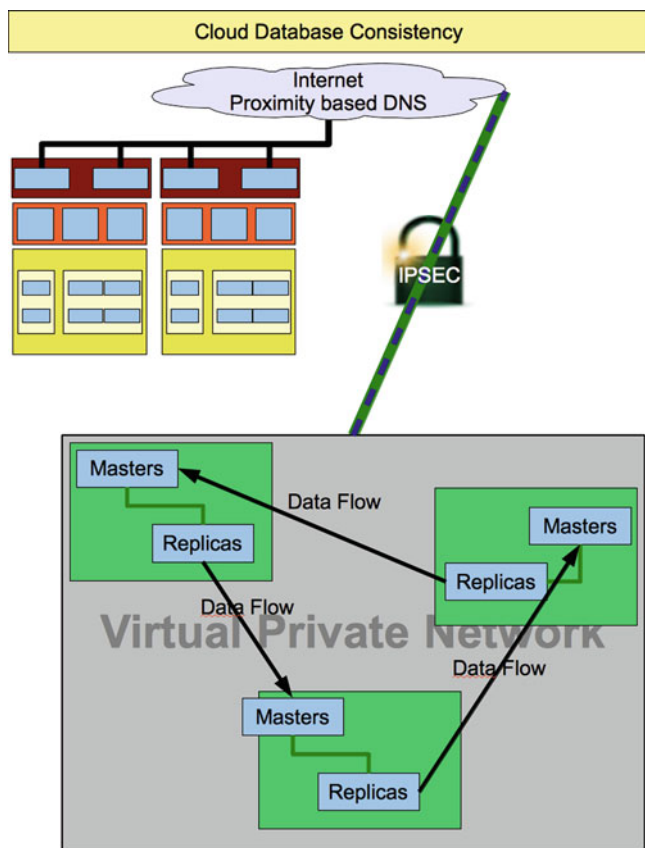 Cloud Database Consistency
Internet
Proximity based DNS
IPSEC
Masters
Data Flow
Masters
Replicas
Replicas
Data Flow
Virtual Private Network
Data Flow
Masters
Replicas